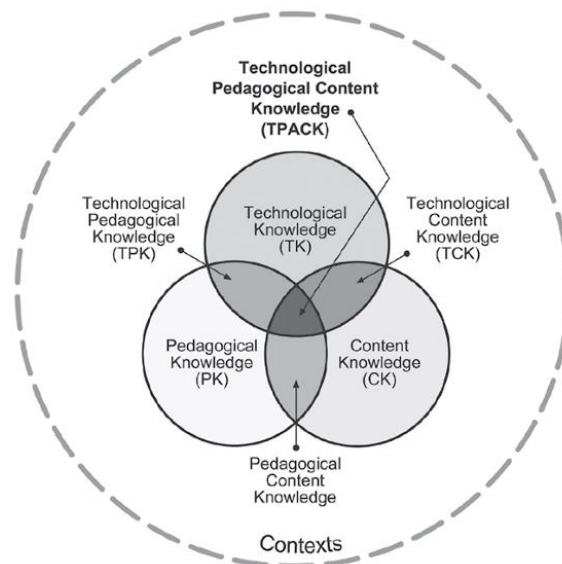 Technological
Pedagogical Content
Knowledge
(TPACK)
Technological
Pedagogical
Knowledge
(TPK)
Technological
Knowledge
(TK)
Technological
Content
Knowledge
(TCK)
Pedagogical
Knowledge
(PK)
Content
Knowledge
(CK)
Pedagogical
Content
Knowledge
Contexts